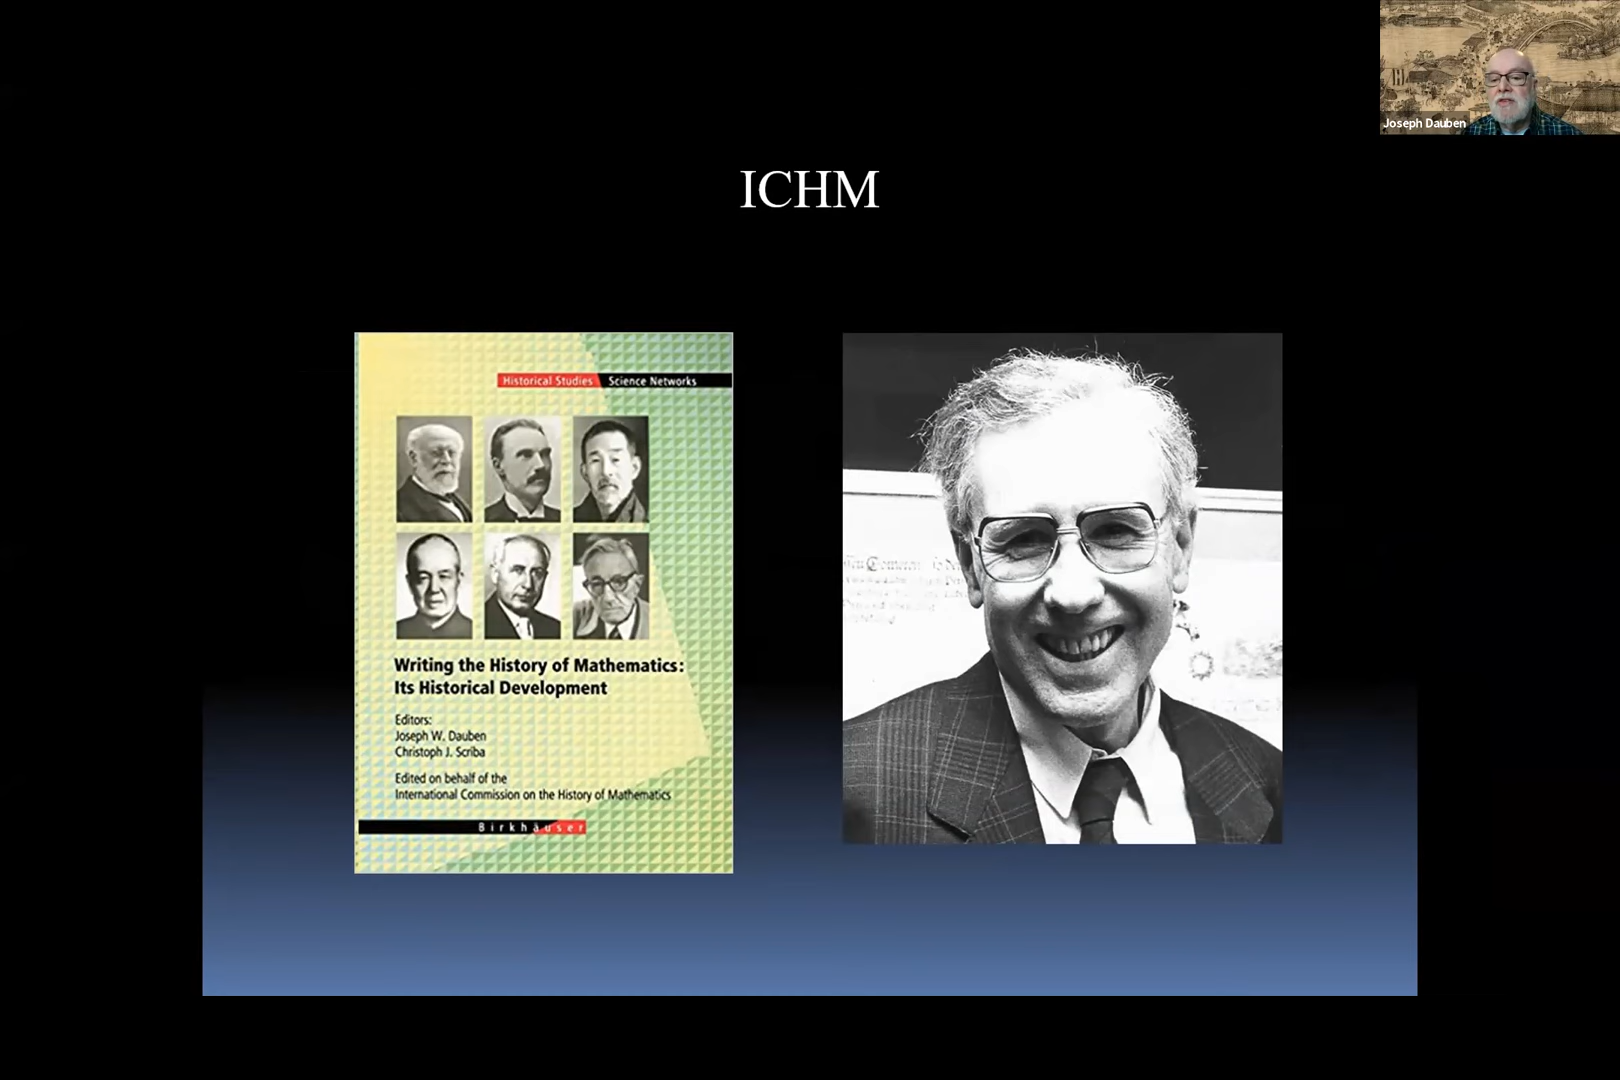 Joseph Dauben
ICHM
Historical Studies Science Networks
Writing the History of Mathematics:
Its Historical Development
Editors:
Joseph W. Dauben
Christoph J. Scriba
Edited on behalf of the
International Commission on the History of Mathematics
Birkhäuser